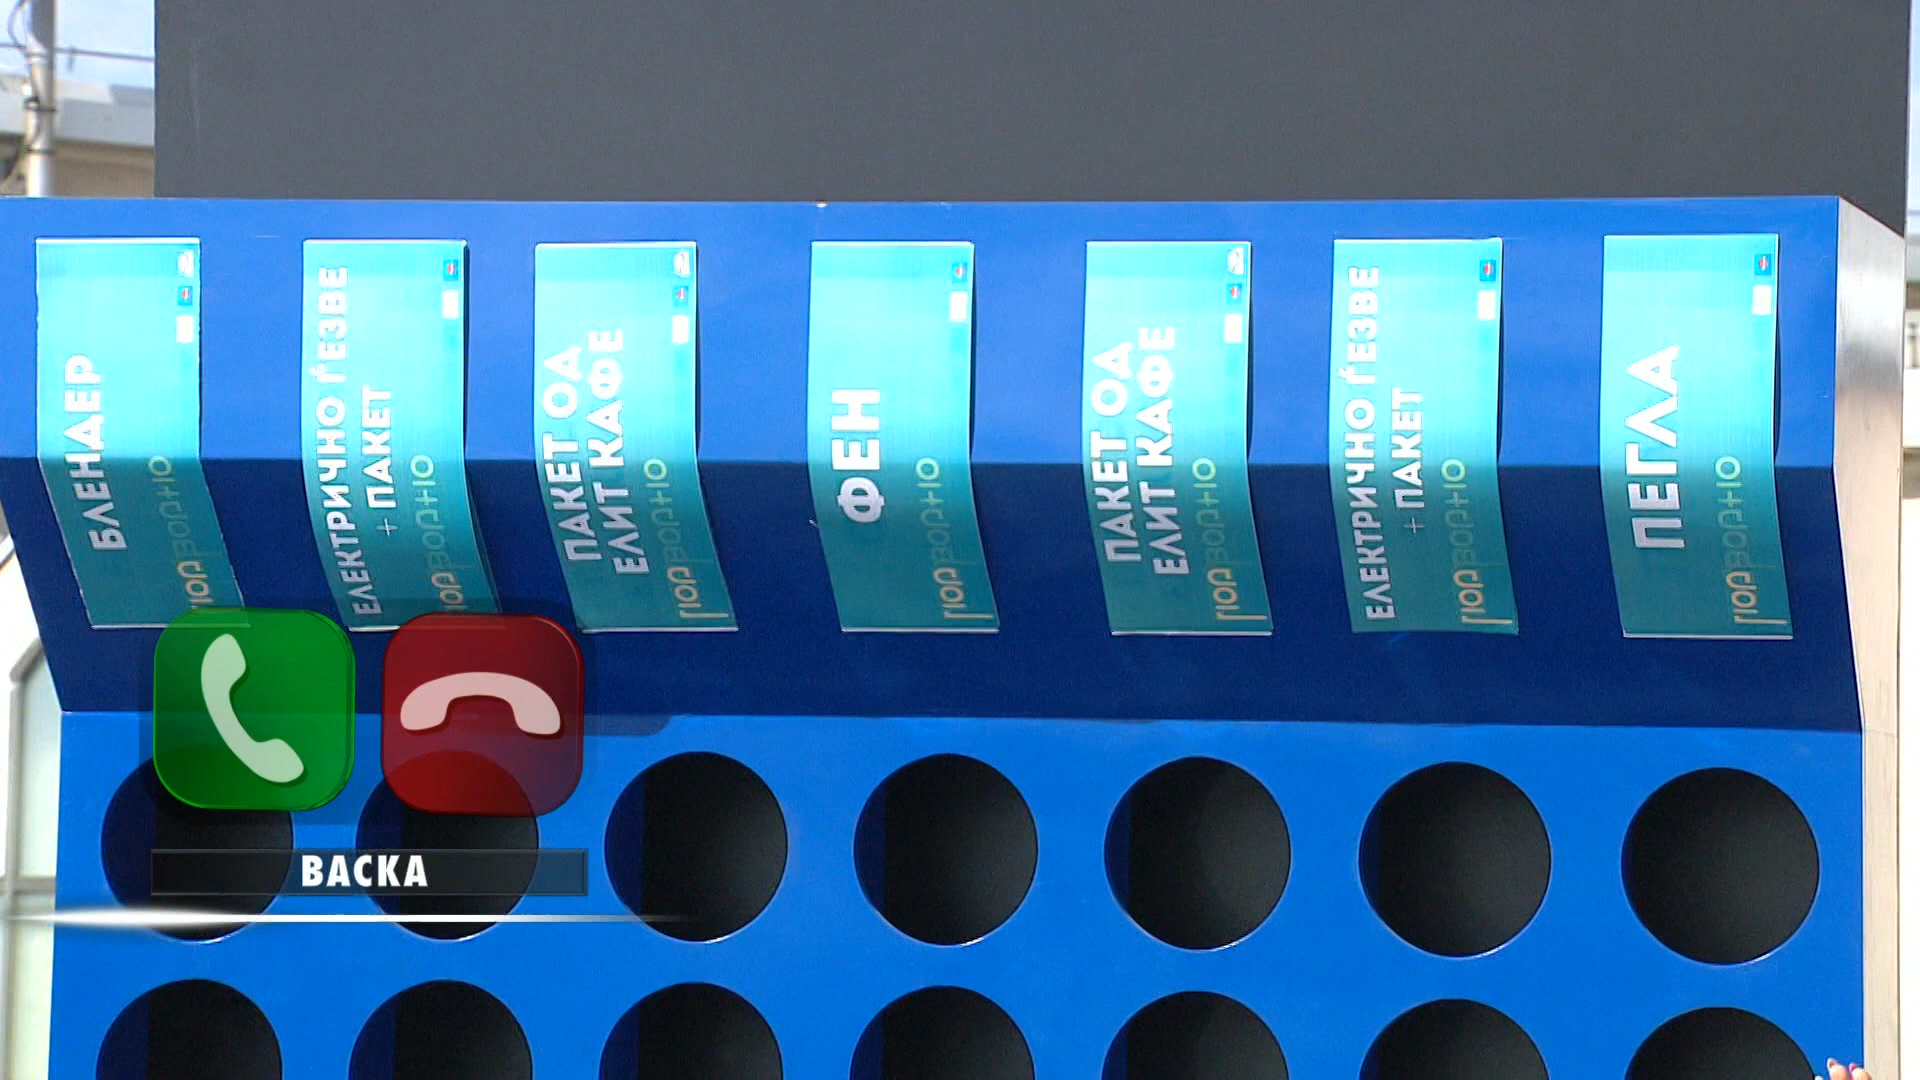 БЛЕНДЕР
ЕЛЕКТРИЧНО ЃЕЗВЕ
+ ПАКЕТ
ПАКЕТ ОД
ЕЛИТ КАФЕ
ФЕН
ПАКЕТ ОД
ЕЛИТ КАФЕ
ЕЛЕКТРИЧНО ЃЕЗВЕ
+ ПАКЕТ
ПЕГЛА
ВАСКА